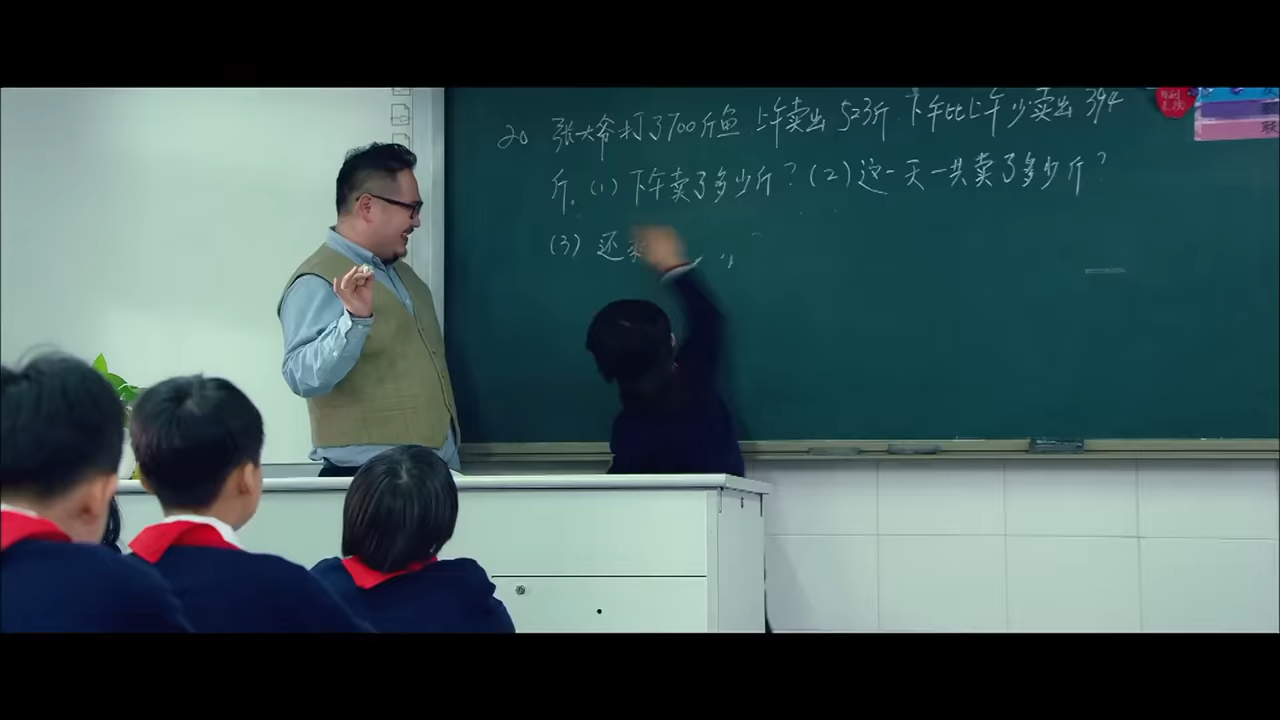 20 张大爷打了700斤鱼 上午卖出523斤 下午比上午少卖出394
斤。(1)下午卖了多少斤?(2)这一天一共卖了多少斤?
(3) 还